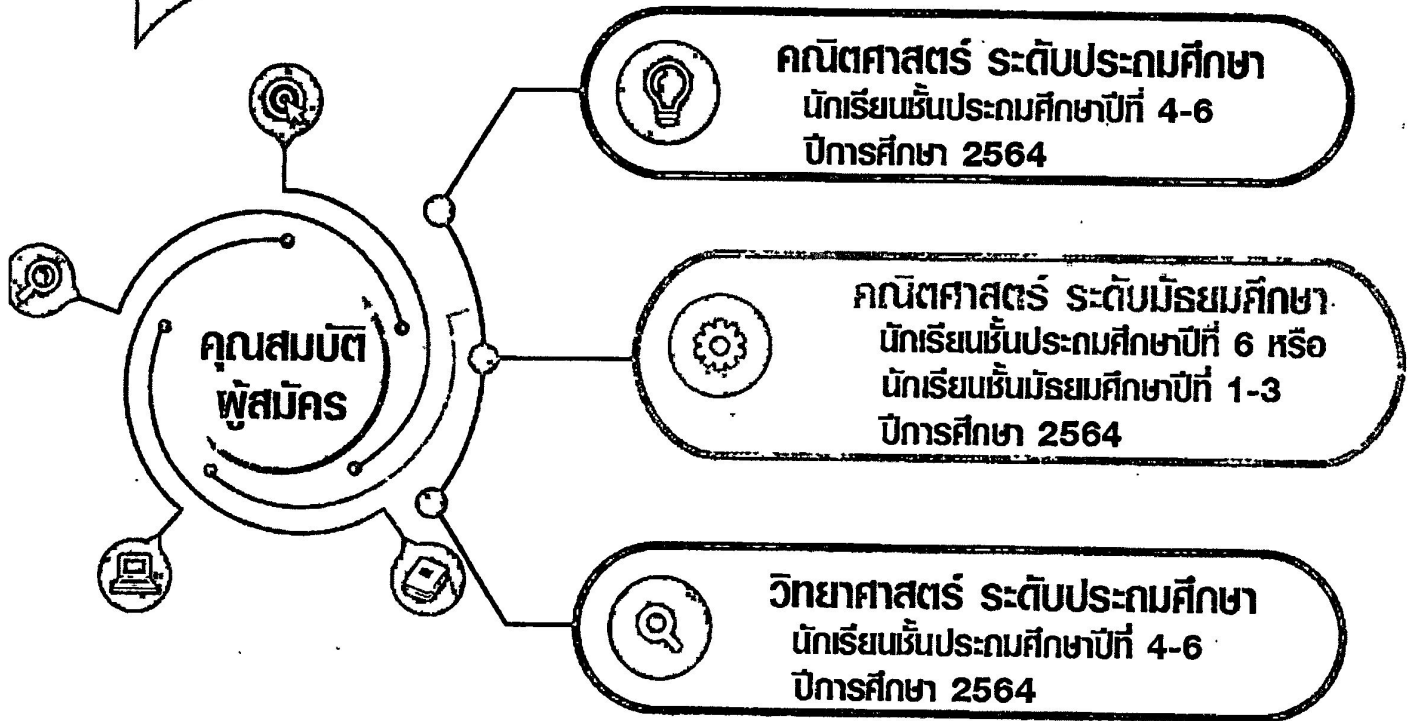 คุณสมบัติ
ผู้สมัคร
คณิตศาสตร์ ระดับประถมศึกษา
นักเรียนชั้นประถมศึกษาปีที่ 4-6
ปีการศึกษา 2564
คณิตศาสตร์ ระดับมัธยมศึกษา
นักเรียนชั้นประถมศึกษาปีที่ 6 หรือ
นักเรียนชั้นมัธยมศึกษาปีที่ 1-3
ปีการศึกษา 2564
วิทยาศาสตร์ ระดับประถมศึกษา
นักเรียนชั้นประถมศึกษาปีที่ 4-6
ปีการศึกษา 2564